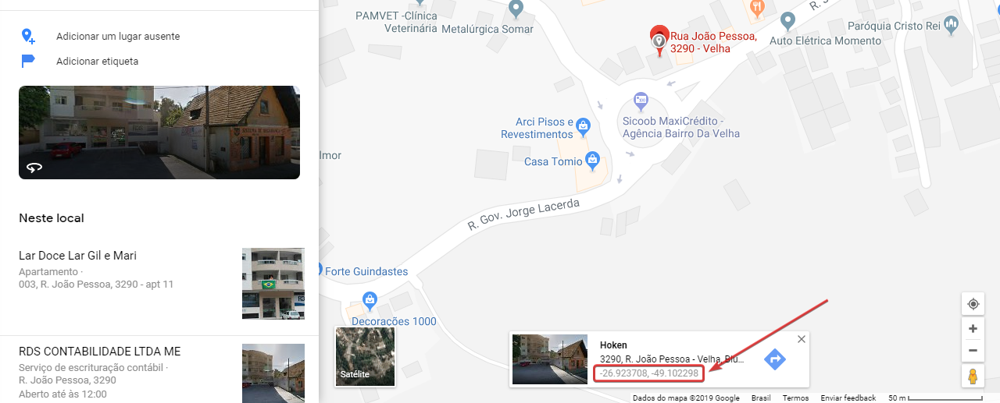 Adicionar um lugar ausente
Adicionar etiqueta
Neste local
Lar Doce Lar Gil e Mari
Apartamento ·
003, R. João Pessoa, 3290 - apt 11
RDS CONTABILIDADE LTDA ME
Serviço de escrituração contábil ·
R. João Pessoa, 3290
Aberto até às 12:00
PAMVET -Clínica
Veterinária
Metalúrgica Somar
Rua João Pessoa,
3290 - Velha
Auto Elétrica Momento
Paróquia Cristo Rei
Sicoob MaxiCrédito -
Agência Bairro Da Velha
Arci Pisos e
Revestimentos
Casa Tomio
lmor
R. Gov. Jorge Lacerda
Forte Guindastes
Decorações 1000
Satélite
Hoken
3290, R. João Pessoa - Velha, Blu...
-26.923708, -49.102298
Dados do mapa ©2019 Google Brasil Termos Enviar feedback 50 m